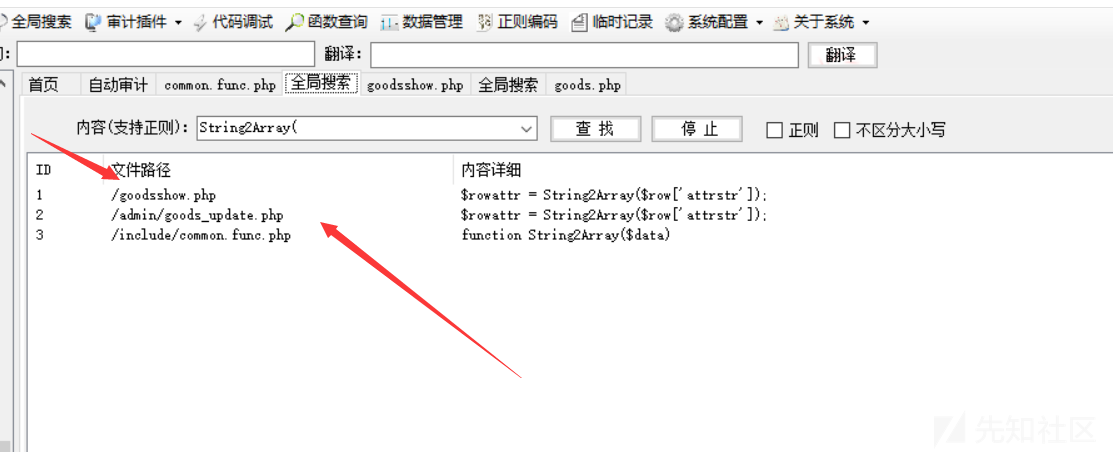 全局搜索 审计插件 代码调试 函数查询 数据管理 正则编码 临时记录 系统配置 关于系统
翻译: 翻译
首页 自动审计 common.func.php 全局搜索 goodsshow.php 全局搜索 goods.php
内容(支持正则): String2Array( 查 找 停 止 正则 不区分大小写
ID 文件路径 内容详细
1 /goodsshow.php $rowattr = String2Array($row['attrstr']);
2 /admin/goods_update.php $rowattr = String2Array($row['attrstr']);
3 /include/common.func.php function String2Array($data)
先知社区